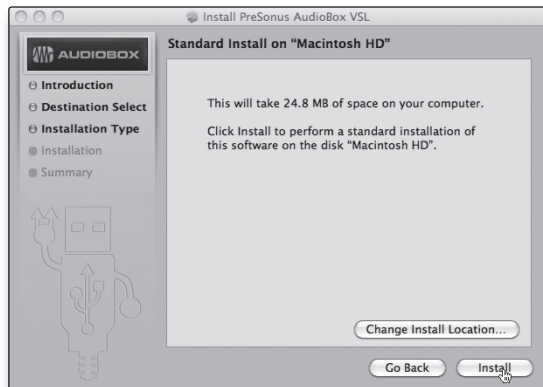 Install PreSonus AudioBox VSL
AUDIOBOX
Standard Install on “Macintosh HD”
Introduction
Destination Select
Installation Type
Installation
Summary
This will take 24.8 MB of space on your computer.
Click Install to perform a standard installation of
this software on the disk “Macintosh HD”.
Change Install Location...
Go Back
Install